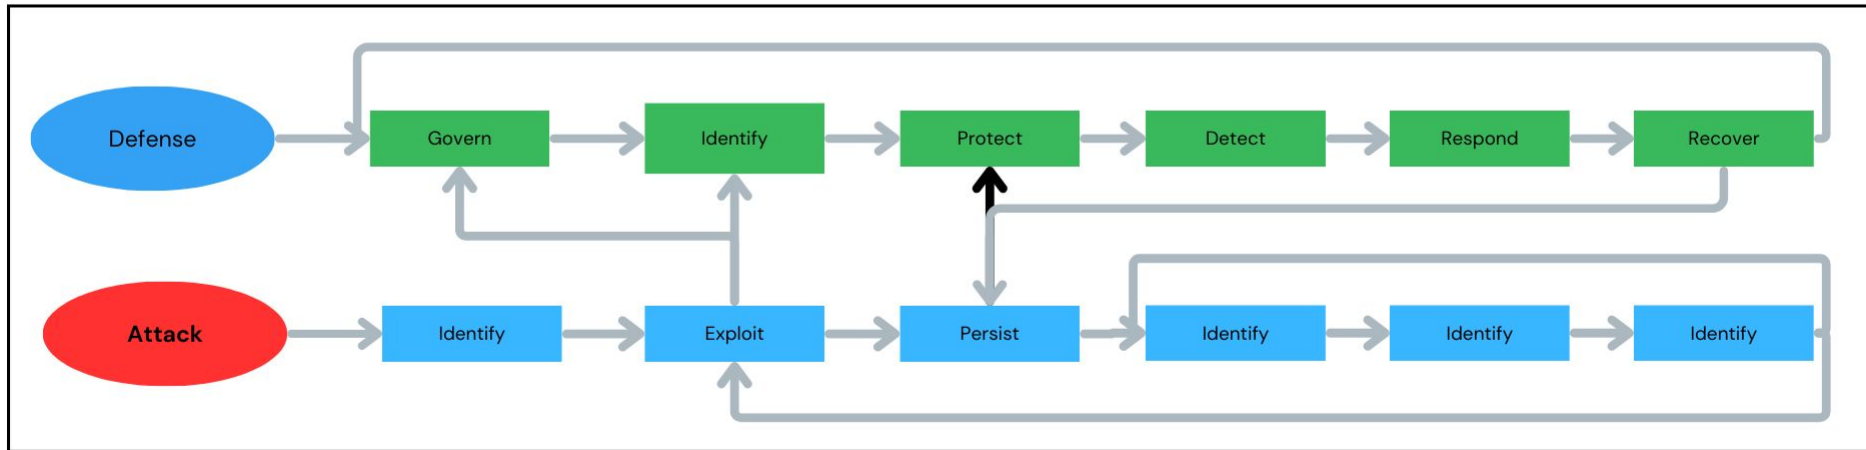 Defense
Govern
Identify
Protect
Detect
Respond
Recover
Attack
Identify
Exploit
Persist
Identify
Identify
Identify